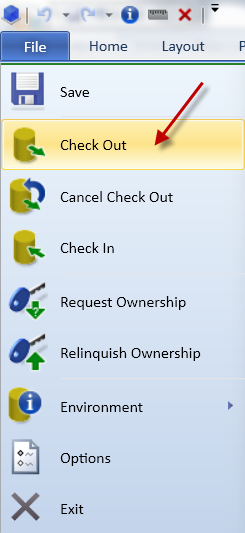 File Home Layout P
Save
Check Out
Cancel Check Out
Check In
Request Ownership
Relinquish Ownership
Environment
Options
Exit